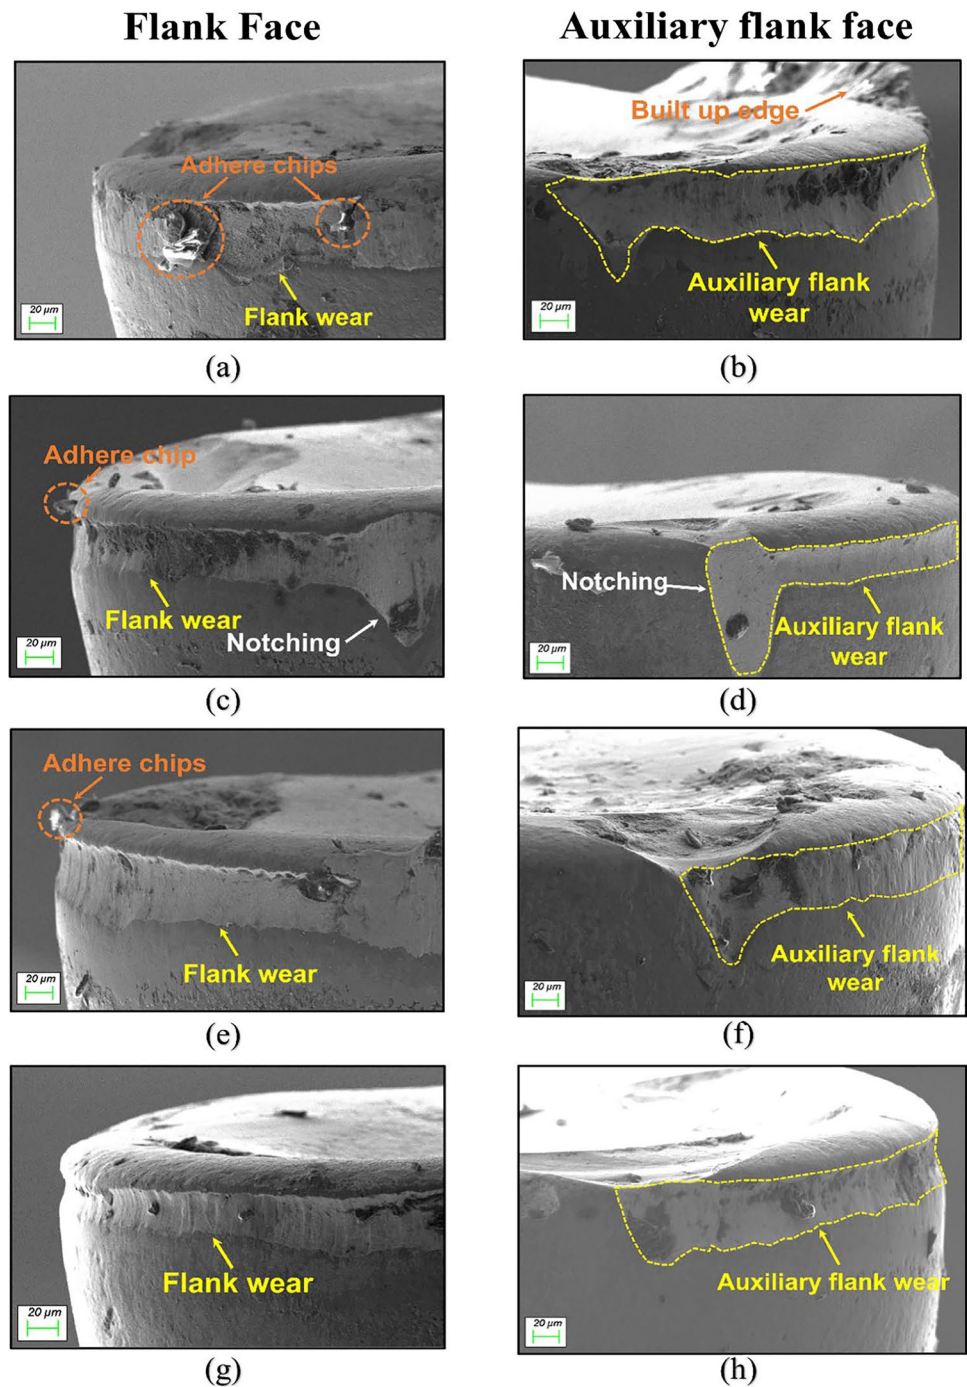 Flank Face
Auxiliary flank face
Adhere chips
Flank wear
20 µm
(a)
Built up edge
Auxiliary flank
wear
20 µm
(b)
Adhere chip
Flank wear
Notching
20 µm
(c)
Notching
Auxiliary flank
wear
20 µm
(d)
Adhere chips
Flank wear
20 µm
(e)
Auxiliary flank
wear
20 µm
(f)
Flank wear
20 µm
(g)
Auxiliary flank wear
20 µm
(h)